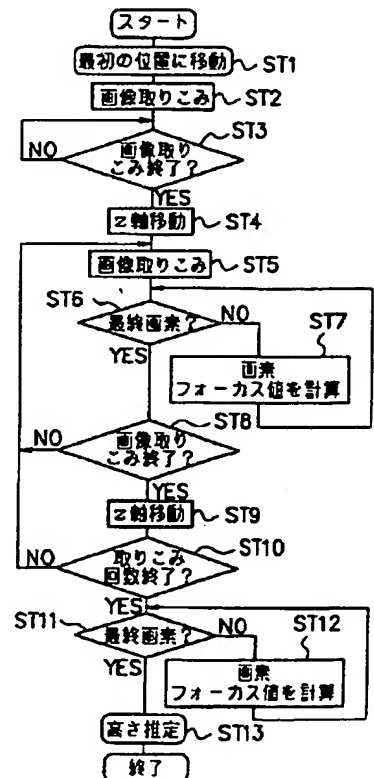 スタート
最初の位置に移動 ST1
画像取りこみ ST2
ST3
NO
画像取り
こみ終了?
YES
Z軸移動 ST4
画像取りこみ ST5
ST6
最終画素?
NO
ST7
YES
画素
フォーカス値を計算
ST8
NO
画像取り
こみ終了?
YES
Z軸移動 ST9
NO
取りこみ
回数終了?
ST10
YES
ST11
最終画素?
NO
ST12
YES
画素
フォーカス値を計算
高さ推定 ST13
終了